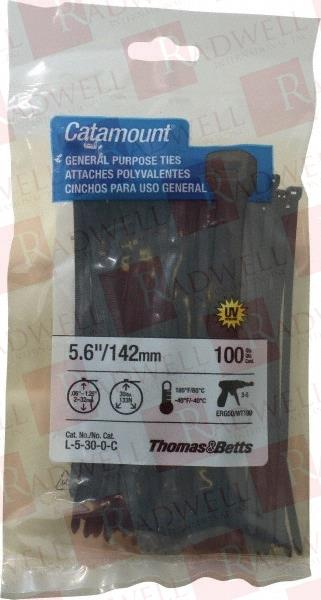 Catamount
GENERAL PURPOSE TIES
ATTACHES POLYVALENTES
CINCHOS PARA USO GENERAL
UV
5.6"/142mm 100
.06"-1.25"
2-32mm
30lbs
133N
185°F/85°C
-40°F/-40°C
ERG50/WT199
Cat. No./No. Cat.
L-5-30-0-C
Thomas&Betts
RADWELL